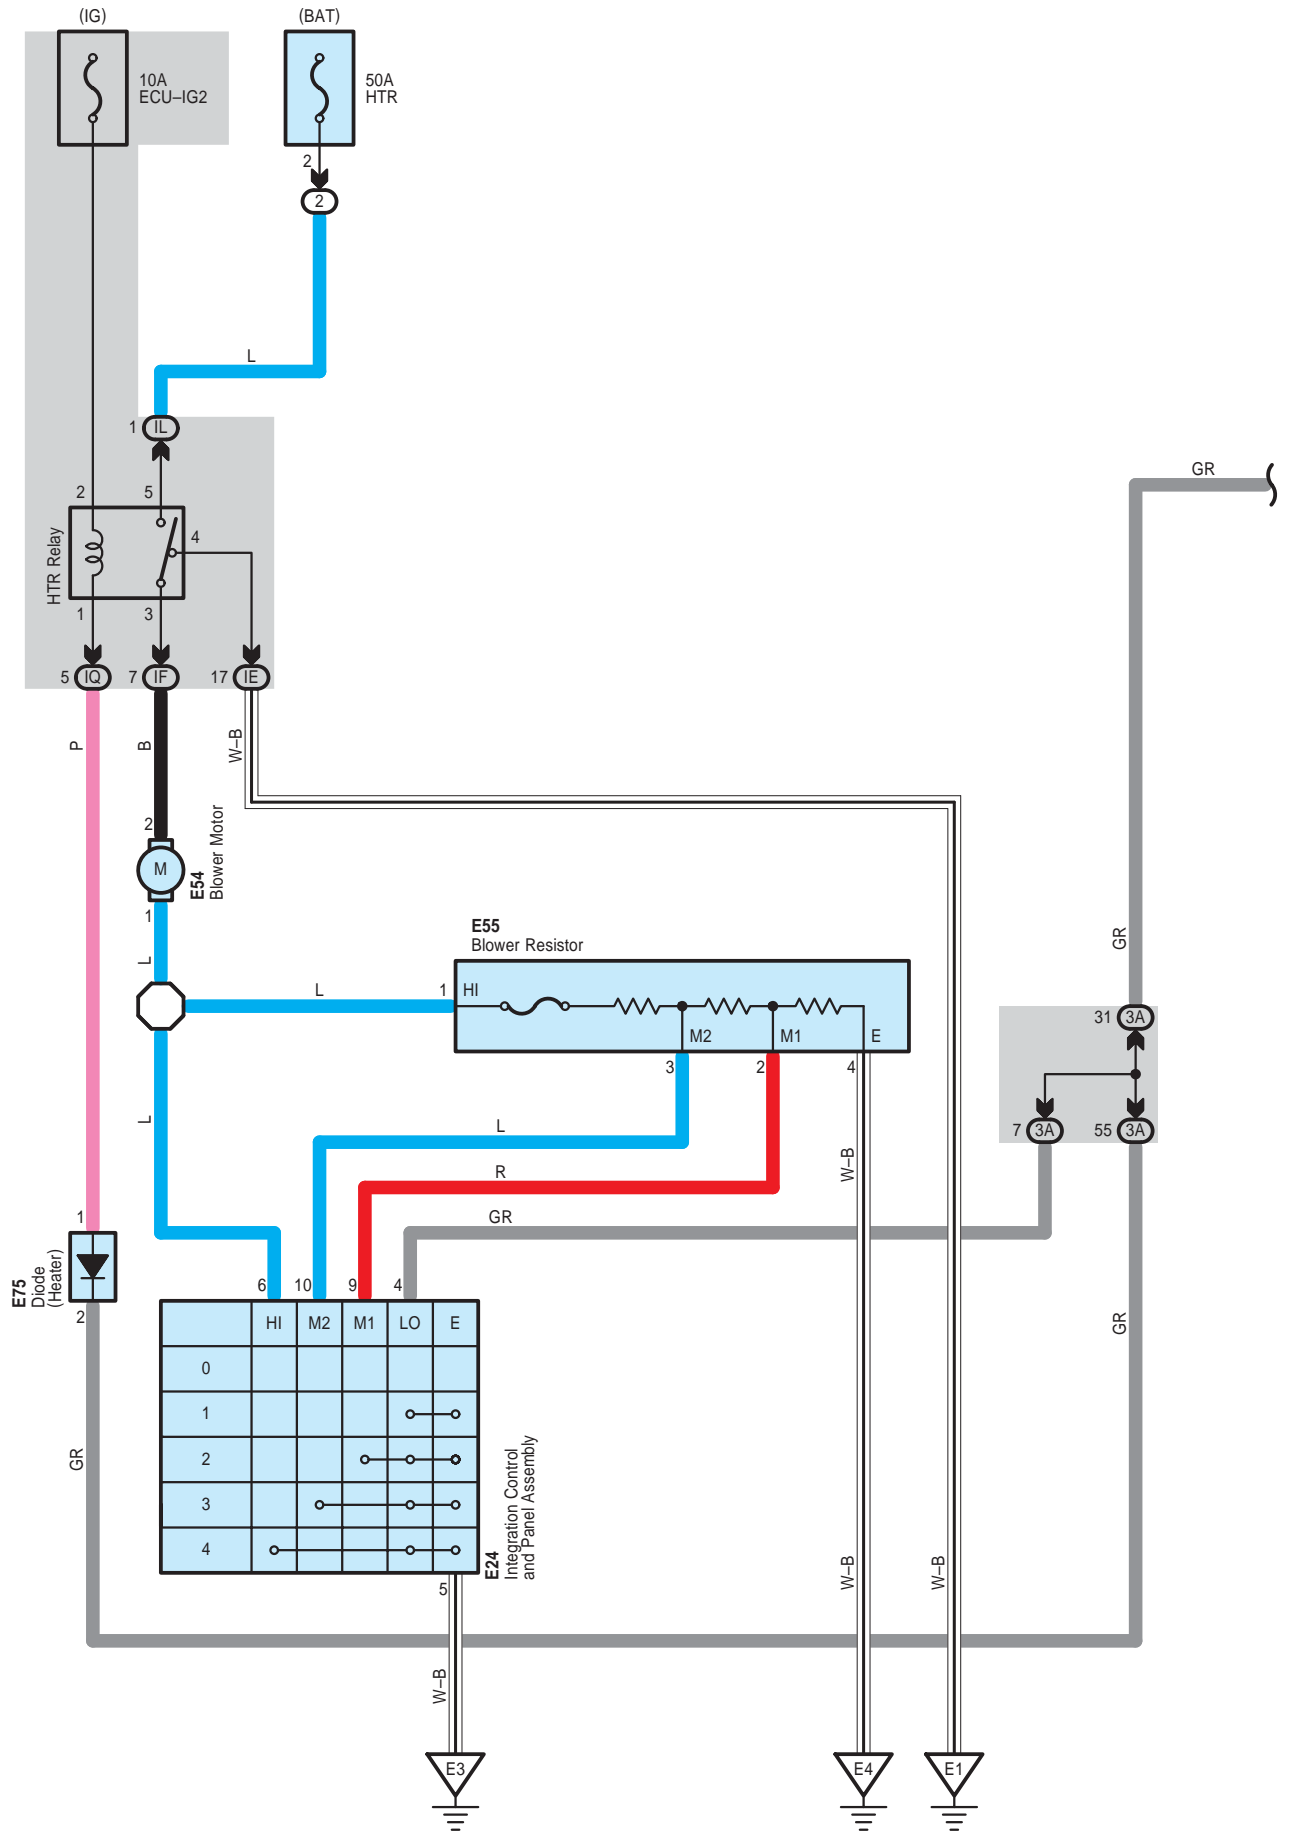 (IG)
(BAT)
10A
ECU–IG2
50A
HTR
2
2
L
1
IL
GR
2
5
4
HTR Relay
1
3
5
IQ
7
IF
17
IE
P
B
W–B
2
M
E54
Blower Motor
1
L
E55
Blower Resistor
GR
L
1
HI
M2
M1
E
31
3A
3
2
4
L
L
7
3A
55
3A
R
W–B
GR
1
E75
Diode
(Heater)
2
6
10
9
4
HI
M2
M1
LO
E
GR
0
1
2
3
4
GR
E24
Integration Control
and Panel Assembly
5
W–B
W–B
W–B
E3
E4
E1